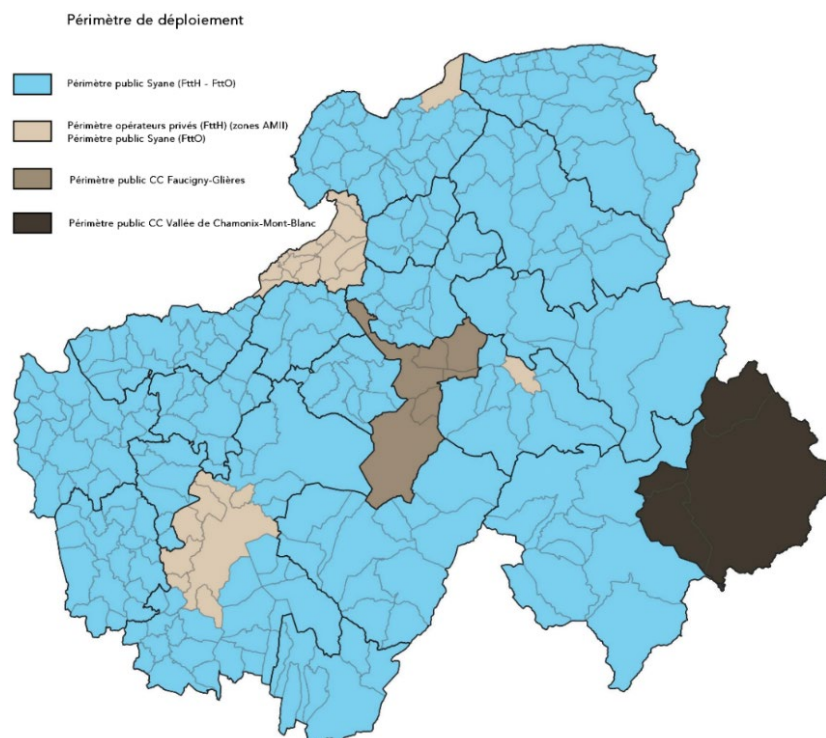 Périmètre de déploiement
Périmètre public Syane (FttH - FttO)
Périmètre opérateurs privés (FttH) (zones AMII)
Périmètre public Syane (FttO)
Périmètre public CC Faucigny-Glières
Périmètre public CC Vallée de Chamonix-Mont-Blanc